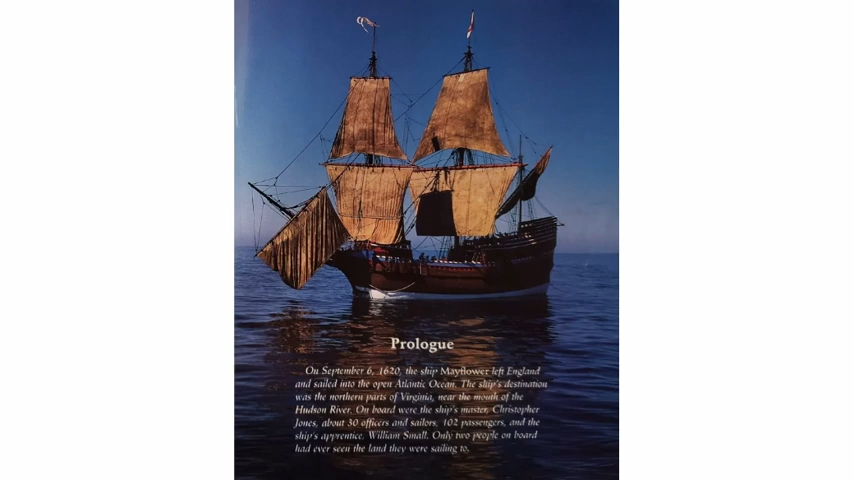 Prologue
On September 6, 1620, the ship Mayflower left England
and sailed into the open Atlantic Ocean. The ship's destination
was the northern parts of Virginia, near the mouth of the
Hudson River. On board were the ship's master, Christopher
Jones, about 30 officers and sailors, 102 passengers, and the
ship's apprentice, William Small. Only two people on board
had ever seen the land they were sailing to.